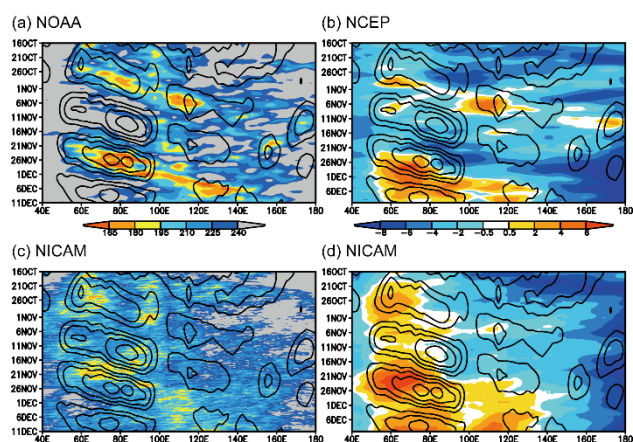 (a) NOAA
(b) NCEP
16OCT
21OCT
26OCT
1NOV
6NOV
11NOV
16NOV
21NOV
26NOV
1DEC
6DEC
11DEC
40E 60E 80E 100E 120E 140E 160E 180
16OCT
21OCT
26OCT
1NOV
6NOV
11NOV
16NOV
21NOV
26NOV
1DEC
6DEC
11DEC
40E 60E 80E 100E 120E 140E 160E 180
165 180 195 210 225 240
-8 -6 -4 -2 -0.5 0.5 2 4 6
(c) NICAM
(d) NICAM
16OCT
21OCT
26OCT
1NOV
6NOV
11NOV
16NOV
21NOV
26NOV
1DEC
6DEC
11DEC
40E 60E 80E 100E 120E 140E 160E 180
16OCT
21OCT
26OCT
1NOV
6NOV
11NOV
16NOV
21NOV
26NOV
1DEC
6DEC
11DEC
40E 60E 80E 100E 120E 140E 160E 180